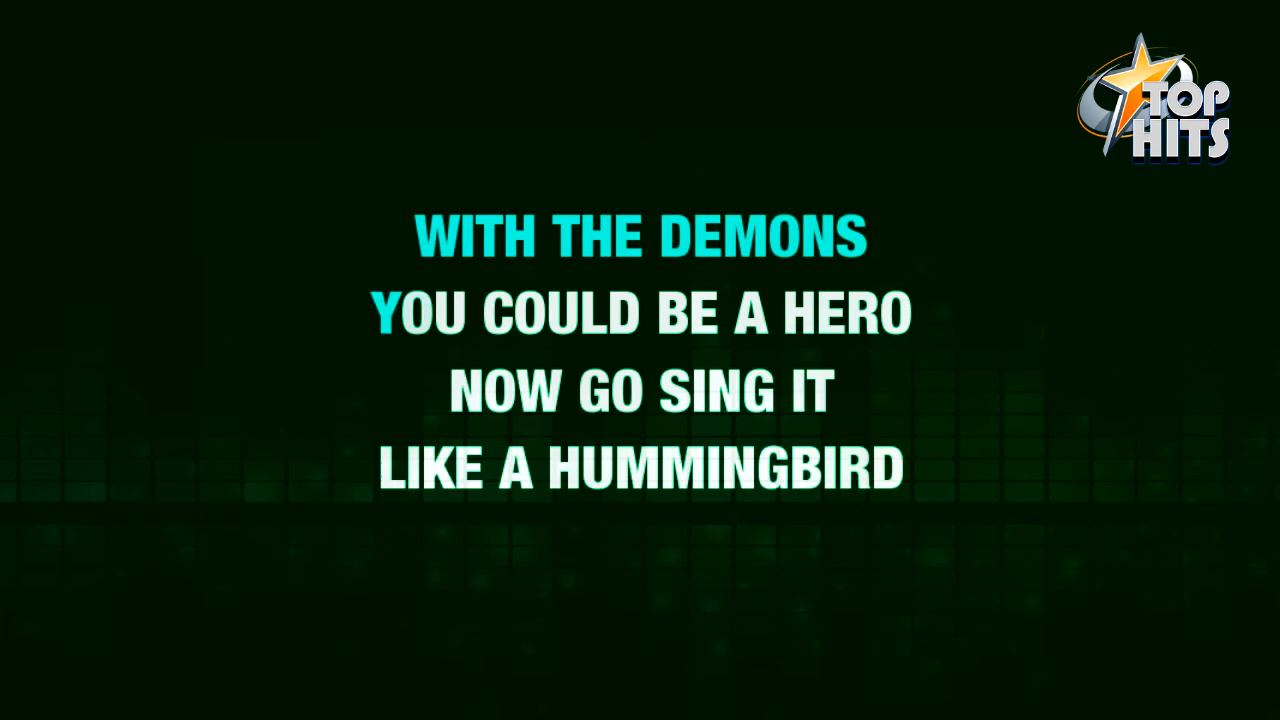 TOP
HITS
WITH THE DEMONS
YOU COULD BE A HERO
NOW GO SING IT
LIKE A HUMMINGBIRD